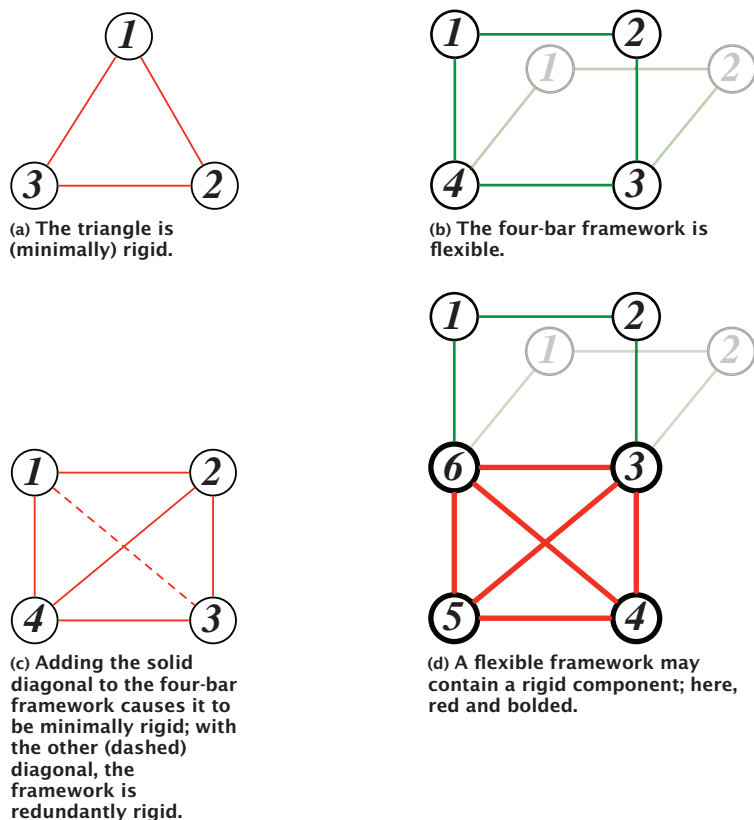 1
3
2
(a) The triangle is
(minimally) rigid.
1
2
1
2
4
3
(b) The four-bar framework is
flexible.
1
2
4
3
(c) Adding the solid
diagonal to the four-bar
framework causes it to
be minimally rigid; with
the other (dashed)
diagonal, the
framework is
redundantly rigid.
1
2
1
2
6
3
5
4
(d) A flexible framework may
contain a rigid component; here,
red and bolded.